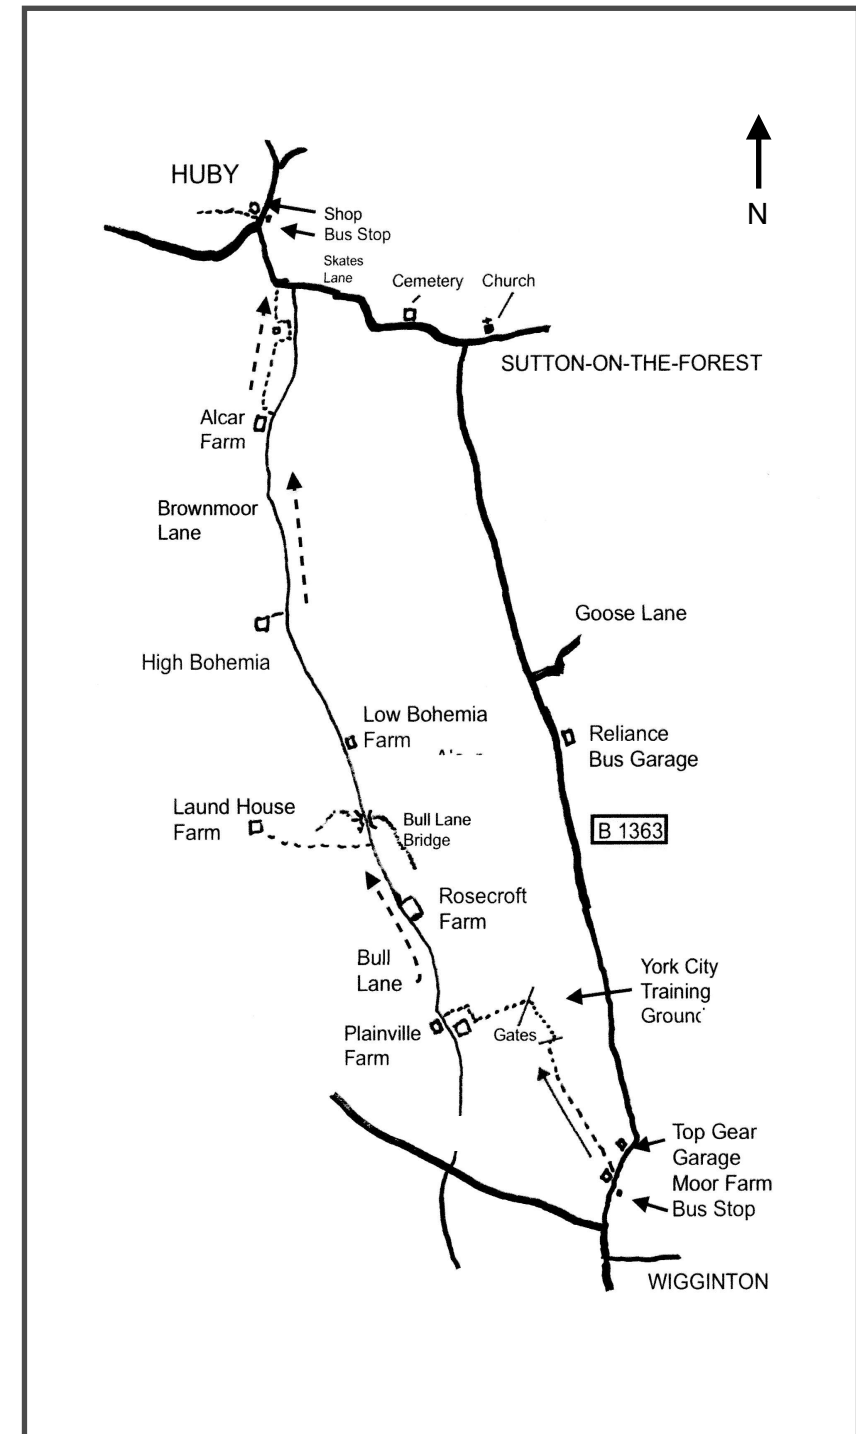 N
HUBY
Shop
Bus Stop
Skates
Lane
Cemetery
Church
SUTTON-ON-THE-FOREST
Alcar
Farm
Brownmoor
Lane
Goose Lane
High Bohemia
Low Bohemia
Farm
Reliance
Bus Garage
Laund House
Farm
Bull Lane
Bridge
B 1363
Rosecroft
Farm
Bull
Lane
York City
Training
Plainville
Farm
Gates
Top Gear
Garage
Moor Farm
Bus Stop
WIGGINTON